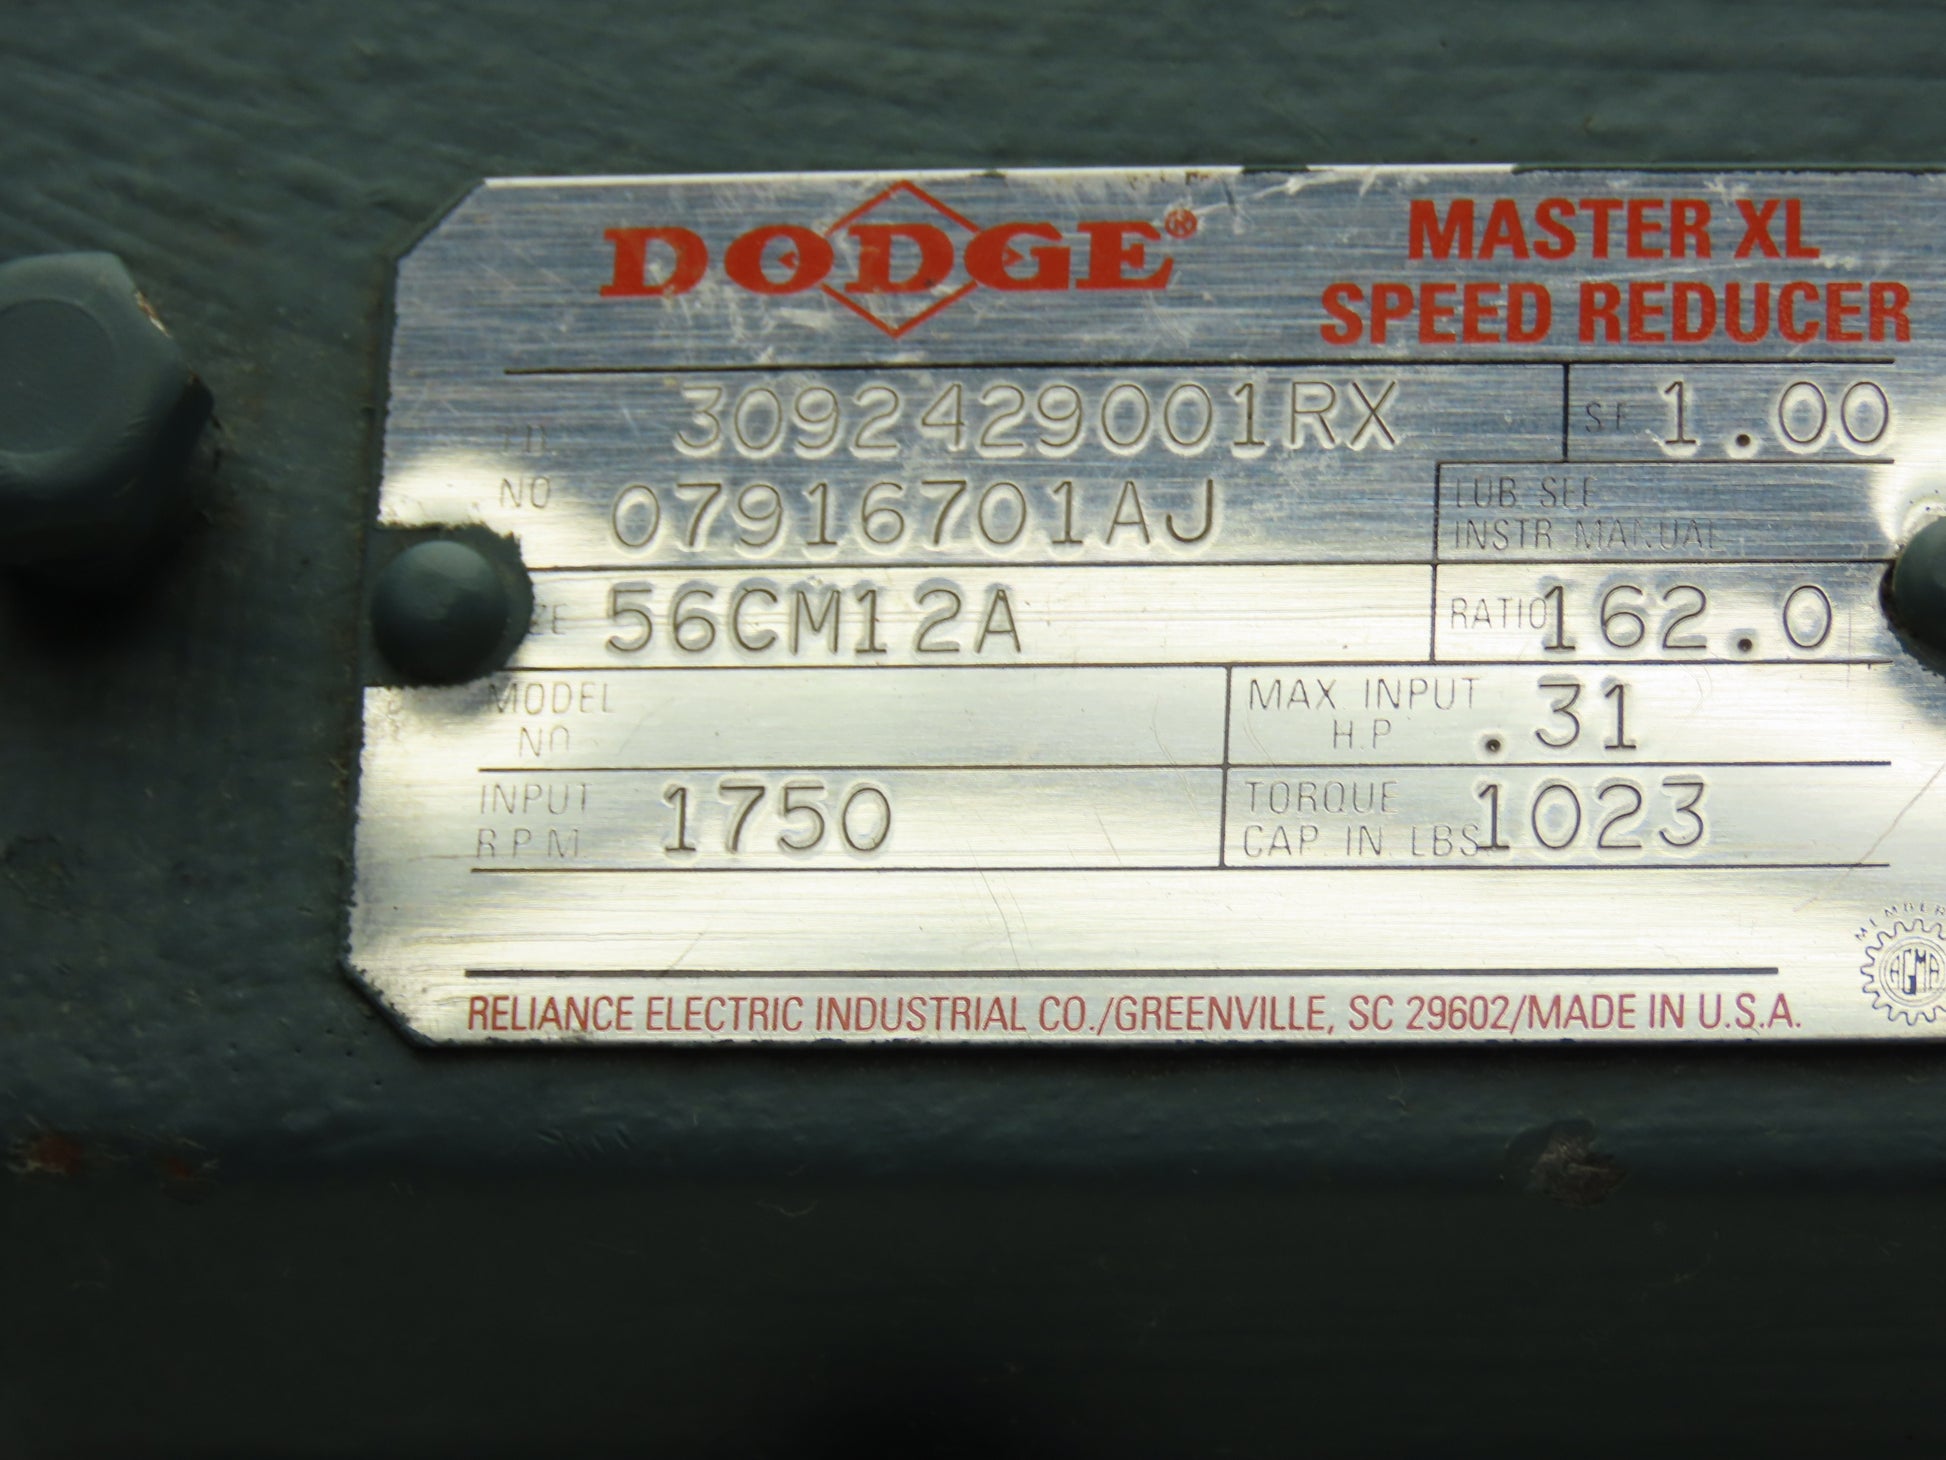 DODGE®
MASTER XL
SPEED REDUCER
3092429001RX
SF 1.00
NO 07916701AJ
LUB SEE
INSTR MANUAL
56CM12A
RATIO 162.0
MODEL
NO
MAX INPUT
H.P .31
INPUT
R P M 1750
TORQUE
CAP IN LBS 1023
MEMBER
AGMA
RELIANCE ELECTRIC INDUSTRIAL CO./GREENVILLE, SC 29602/MADE IN U.S.A.